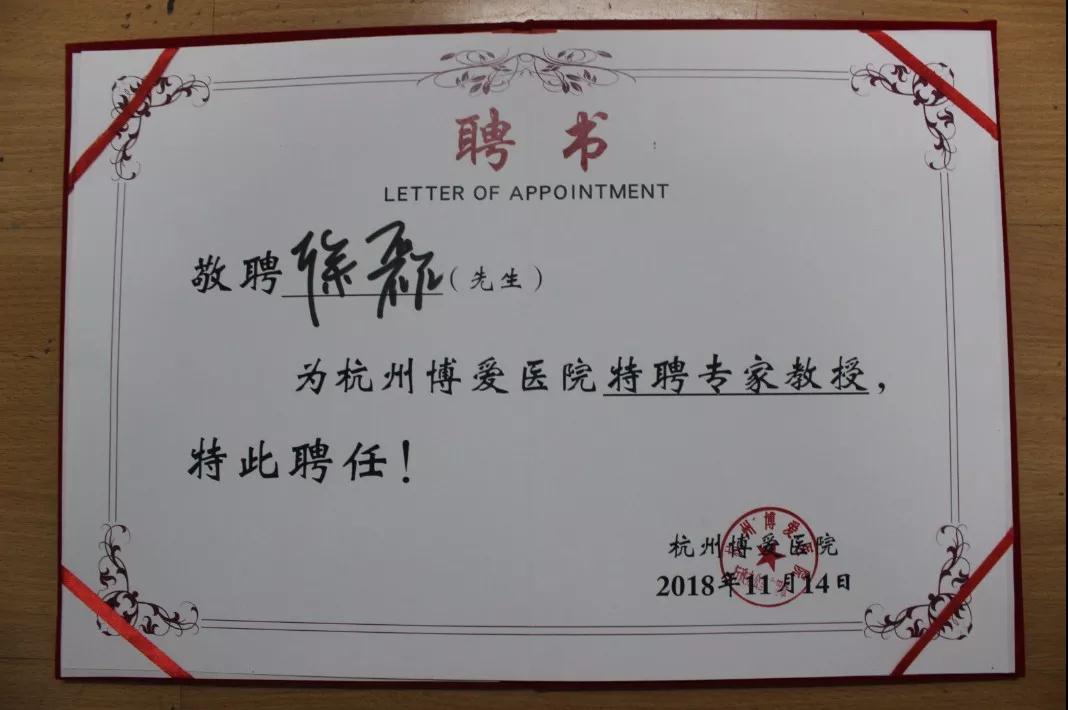 聘书
LETTER OF APPOINTMENT
敬聘徐磊(先生)
为杭州博爱医院特聘专家教授,
特此聘任!
杭州博爱医院
2018年11月14日